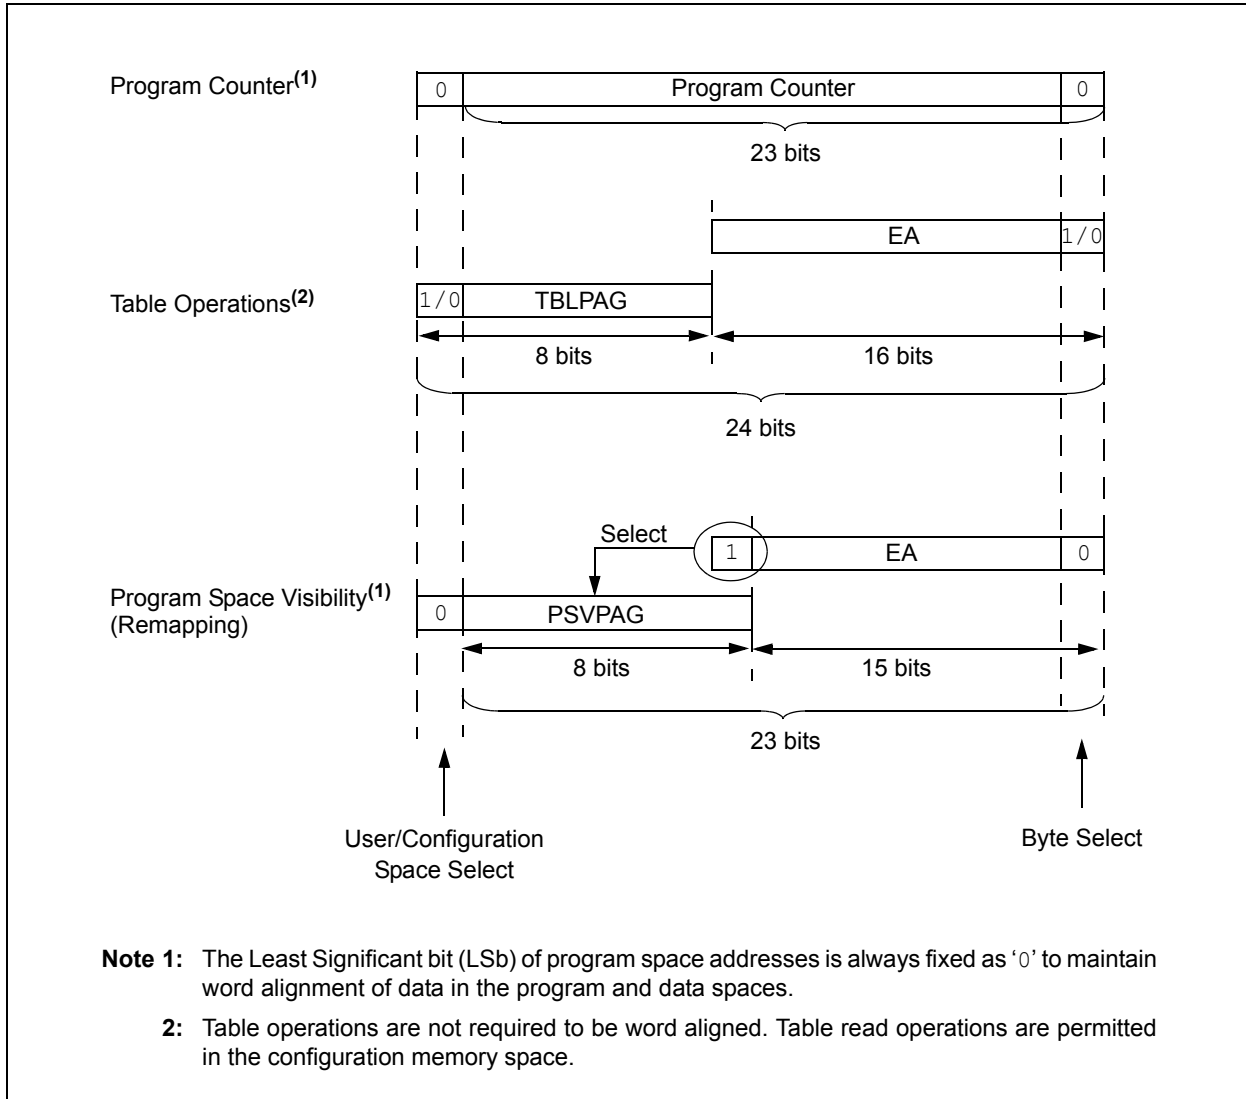 Program Counter(1)
0 Program Counter 0
23 bits
EA 1/0
Table Operations(2)
1/0 TBLPAG
8 bits 16 bits
24 bits
Select
1 EA 0
Program Space Visibility(1)
(Remapping)
0 PSVPAG
8 bits 15 bits
23 bits
User/Configuration
Space Select
Byte Select
Note 1: The Least Significant bit (LSb) of program space addresses is always fixed as ‘0’ to maintain
word alignment of data in the program and data spaces.
2: Table operations are not required to be word aligned. Table read operations are permitted
in the configuration memory space.